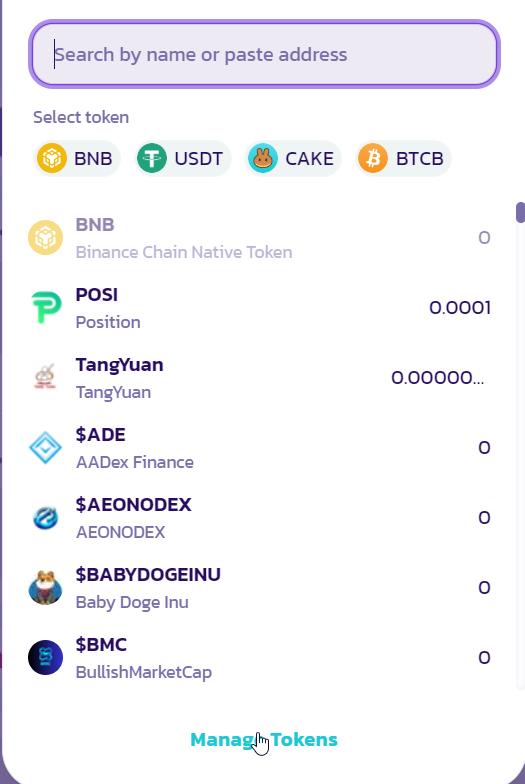 Search by name or paste address
Select token
BNB USDT CAKE BTCB
BNB
Binance Chain Native Token
0
POSI
Position
0.0001
TangYuan
TangYuan
0.00000...
$ADE
AADex Finance
0
$AEONODEX
AEONODEX
0
$BABYDOGEINU
Baby Doge Inu
0
$BMC
BullishMarketCap
0
Manage Tokens